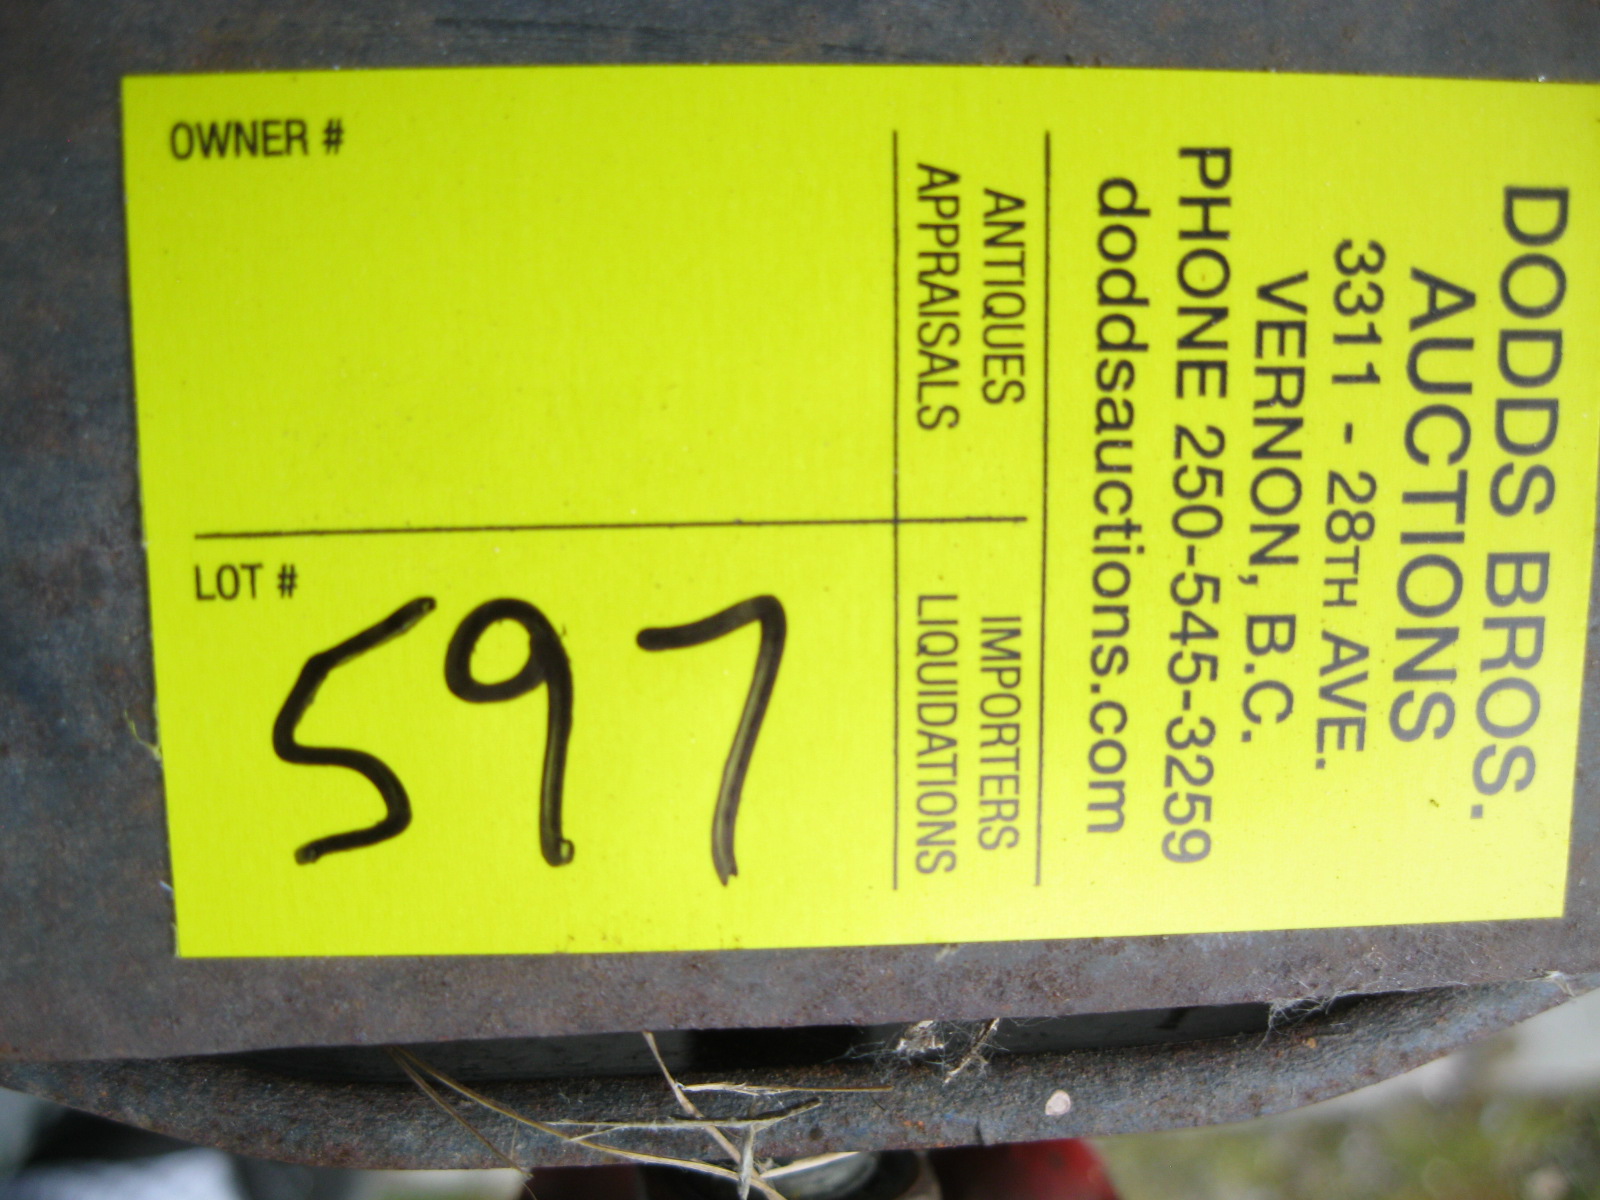 DODDS BROS.
AUCTIONS
3311 - 28TH AVE.
VERNON, B.C.
PHONE 250-545-3259
doddsauctions.com
ANTIQUES
APPRAISALS
IMPORTERS
LIQUIDATIONS
OWNER #
LOT #
597